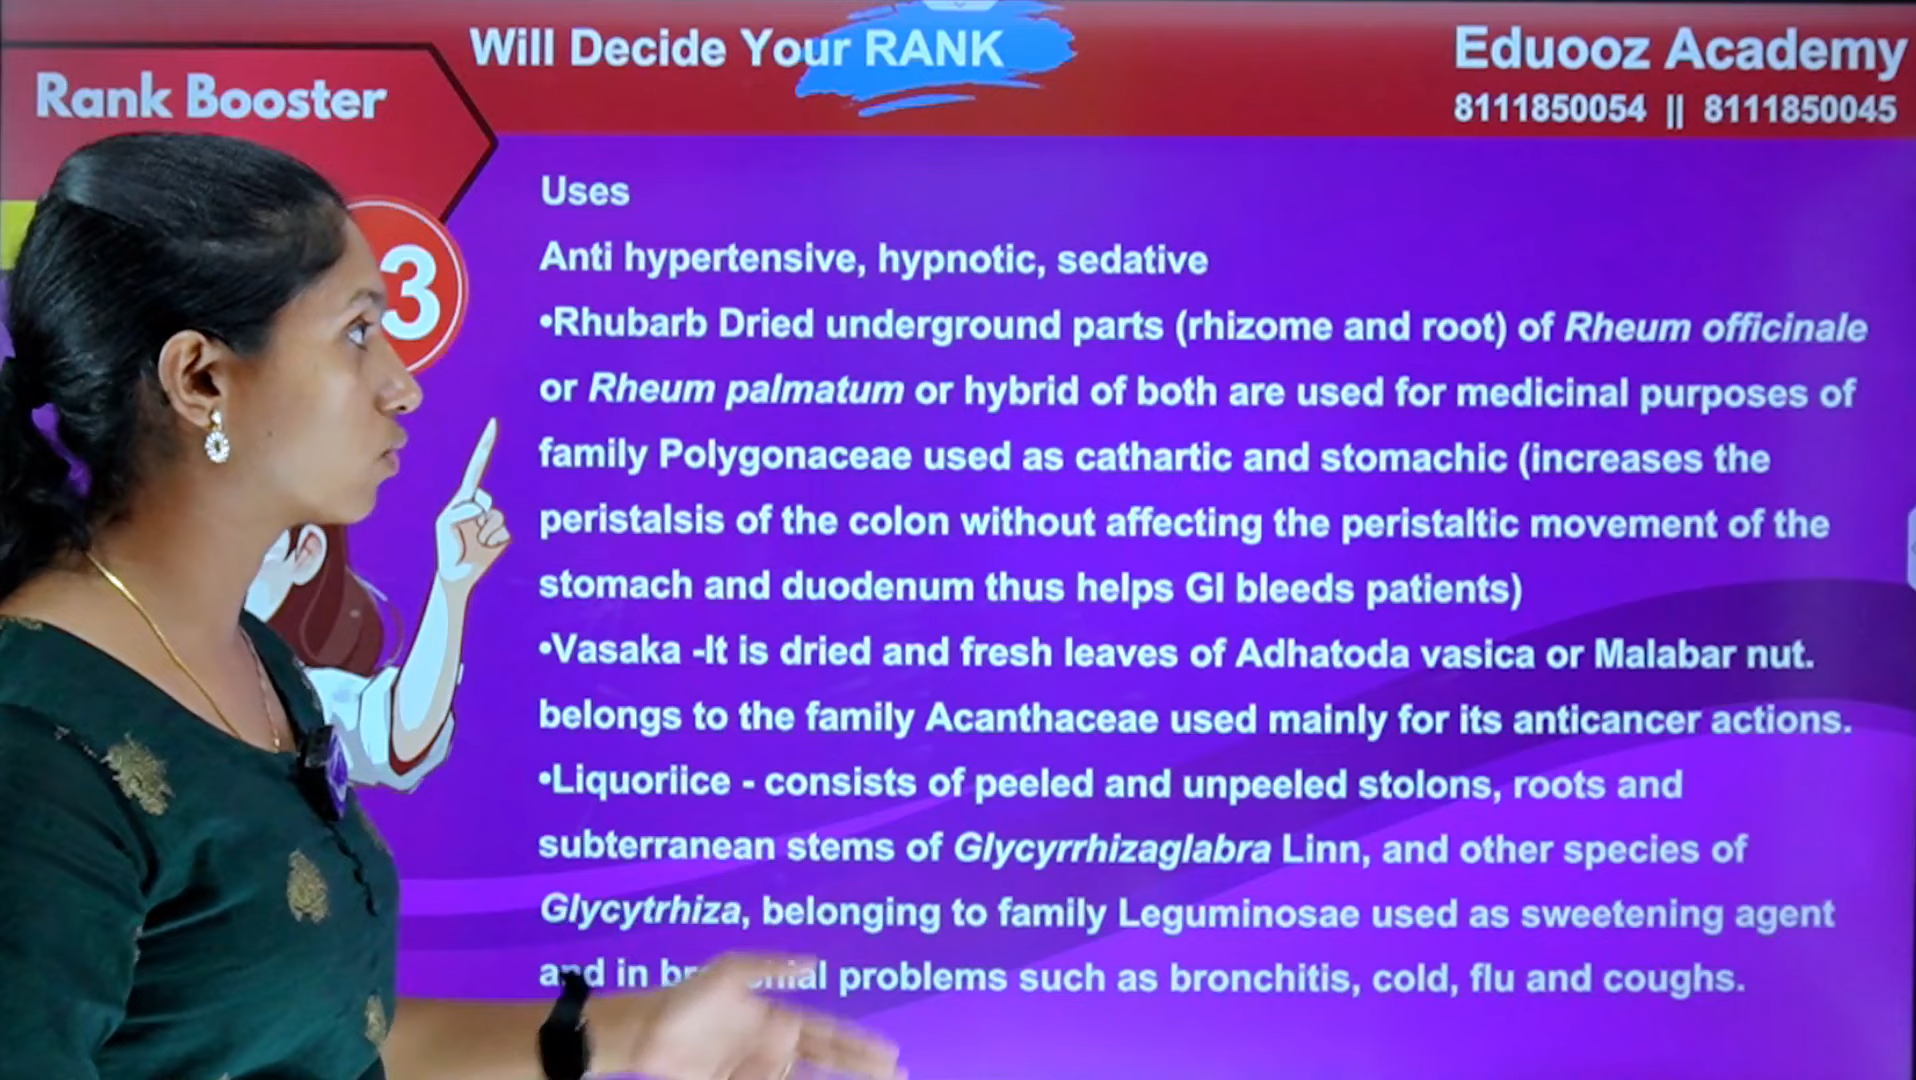 Will Decide Your RANK
Eduooz Academy
8111850054 || 8111850045
Rank Booster
3
Uses
Anti hypertensive, hypnotic, sedative
•Rhubarb Dried underground parts (rhizome and root) of Rheum officinale
or Rheum palmatum or hybrid of both are used for medicinal purposes of
family Polygonaceae used as cathartic and stomachic (increases the
peristalsis of the colon without affecting the peristaltic movement of the
stomach and duodenum thus helps GI bleeds patients)
•Vasaka -It is dried and fresh leaves of Adhatoda vasica or Malabar nut.
belongs to the family Acanthaceae used mainly for its anticancer actions.
•Liquoriice - consists of peeled and unpeeled stolons, roots and
subterranean stems of Glycyrrhizaglabra Linn, and other species of
Glycytrhiza, belonging to family Leguminosae used as sweetening agent
and in problems such as bronchitis, cold, flu and coughs.